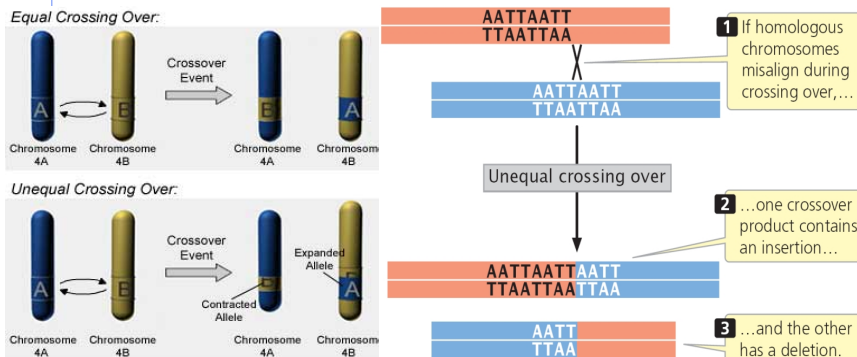 Equal Crossing Over:
Crossover
Event
A
B
B
A
Chromosome
4A
Chromosome
4B
Chromosome
4A
Chromosome
4B
Unequal Crossing Over:
Crossover
Event
Expanded
Allele
Contracted
Allele
A
B
A
Chromosome
4A
Chromosome
4B
Chromosome
4A
Chromosome
4B
AATTAATT
TTAATTAA
1 If homologous
chromosomes
misalign during
crossing over,…
AATTAATT
TTAATTAA
Unequal crossing over
2 …one crossover
product contains
an insertion…
AATTAATTAATT
TTAATTAATTAA
AATT
TTAA
3 …and the other
has a deletion.